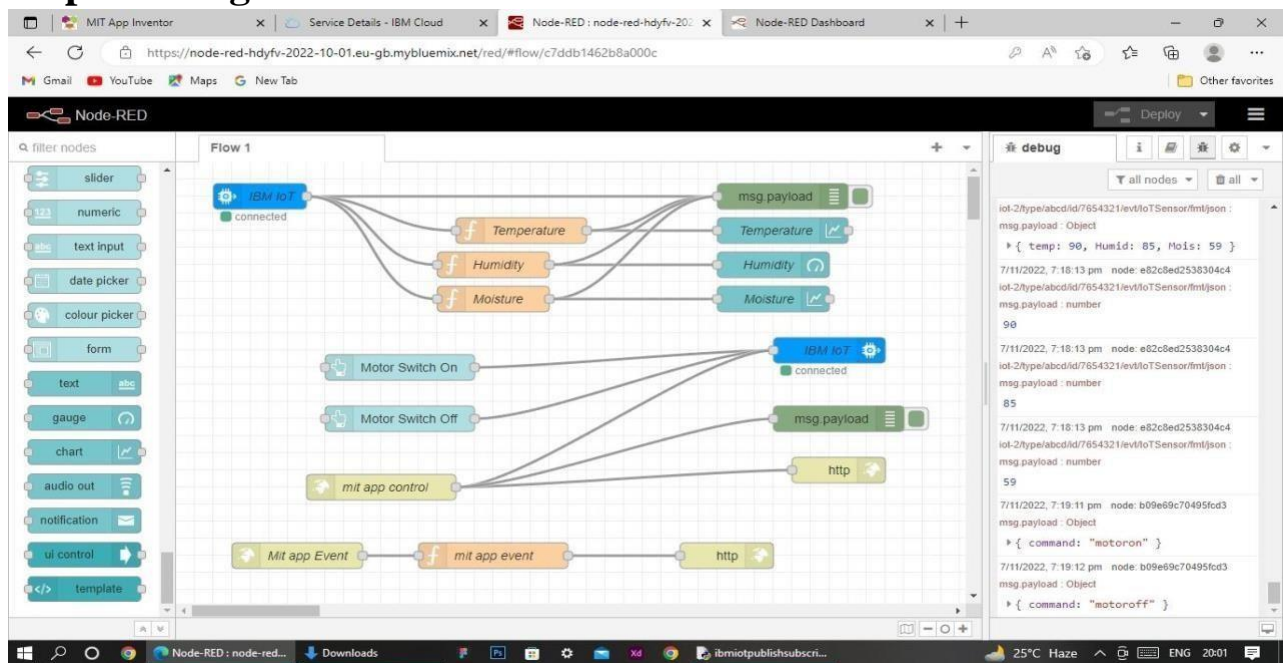 MIT App Inventor
Service Details - IBM Cloud
Node-RED : node-red-hdyfv-202
Node-RED Dashboard
https://node-red-hdyfv-2022-10-01.eu-gb.mybluemix.net/red/#flow/c7ddb1462b8a000c
Gmail YouTube Maps New Tab Other favorites
Node-RED Deploy
filter nodes
Flow 1
debug
all nodes
all
slider
numeric
text input
date picker
colour picker
form
text
gauge
chart
audio out
notification
ui control
template
IBM IoT
connected
Temperature
Humidity
Moisture
msg.payload
Temperature
Humidity
Moisture
Motor Switch On
IBM IoT
connected
Motor Switch Off
msg.payload
mit app control
http
Mit app Event
mit app event
http
iot-2/type/abcd/id/7654321/evt/IoTSensor/fmt/json :
msg.payload : Object
{ temp: 90, Humid: 85, Mois: 59 }
7/11/2022, 7:18:13 pm node: e82c8ed2538304c4
iot-2/type/abcd/id/7654321/evt/IoTSensor/fmt/json :
msg.payload : number
90
7/11/2022, 7:18:13 pm node: e82c8ed2538304c4
iot-2/type/abcd/id/7654321/evt/IoTSensor/fmt/json :
msg.payload : number
85
7/11/2022, 7:18:13 pm node: e82c8ed2538304c4
iot-2/type/abcd/id/7654321/evt/IoTSensor/fmt/json :
msg.payload : number
59
7/11/2022, 7:19:11 pm node: b09e69c70495fcd3
msg.payload : Object
{ command: "motoron" }
7/11/2022, 7:19:12 pm node: b09e69c70495fcd3
msg.payload : Object
{ command: "motoroff" }
Node-RED : node-red... Downloads ibmiotpublishsubscri... 25°C Haze ENG 20:01